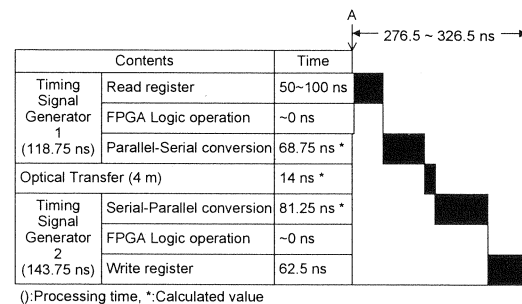 A
276.5 ~ 326.5 ns
Contents Time
Timing Signal Generator 1 (118.75 ns)
Read register 50~100 ns
FPGA Logic operation ~0 ns
Parallel-Serial conversion 68.75 ns *
Optical Transfer (4 m) 14 ns *
Timing Signal Generator 2 (143.75 ns)
Serial-Parallel conversion 81.25 ns *
FPGA Logic operation ~0 ns
Write register 62.5 ns
():Processing time, *:Calculated value